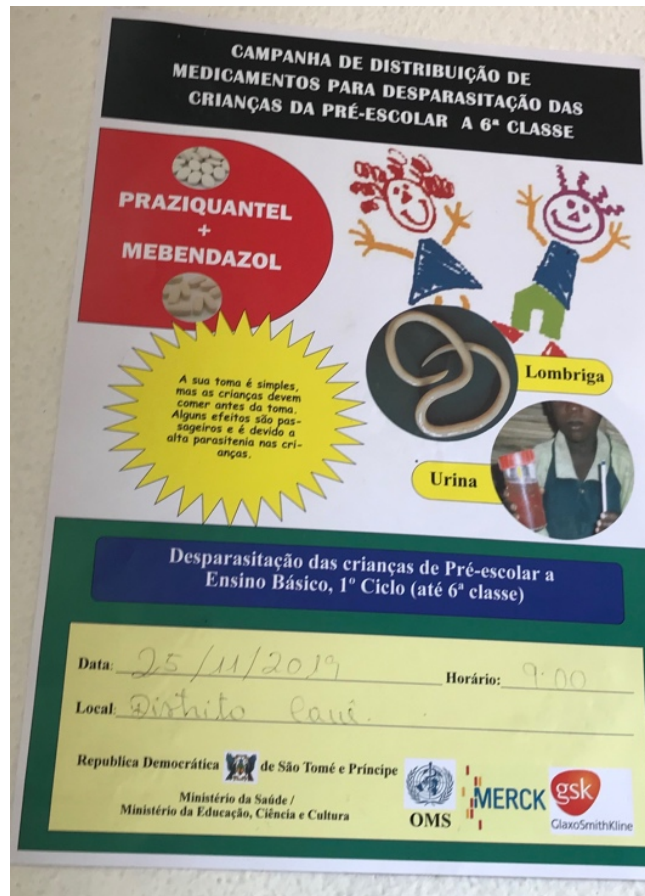 CAMPANHA DE DISTRIBUIÇÃO DE
MEDICAMENTOS PARA DESPARASITAÇÃO DAS
CRIANÇAS DA PRÉ-ESCOLAR A 6ª CLASSE
PRAZIQUANTEL
+
MEBENDAZOL
A sua toma é simples,
mas as crianças devem
comer antes da toma.
Alguns efeitos são pas-
sageiros e é devido a
alta parasitenia nas cri-
anças.
Lombriga
Urina
Desparasitação das crianças de Pré-escolar a
Ensino Básico, 1º Ciclo (até 6ª classe)
Data: 25/11/2019 Horário: 9:00
Local: Distrito Cauê.
Republica Democrática de São Tomé e Príncipe
Ministério da Saúde /
Ministério da Educação, Ciência e Cultura
OMS
MERCK
gsk
GlaxoSmithKline